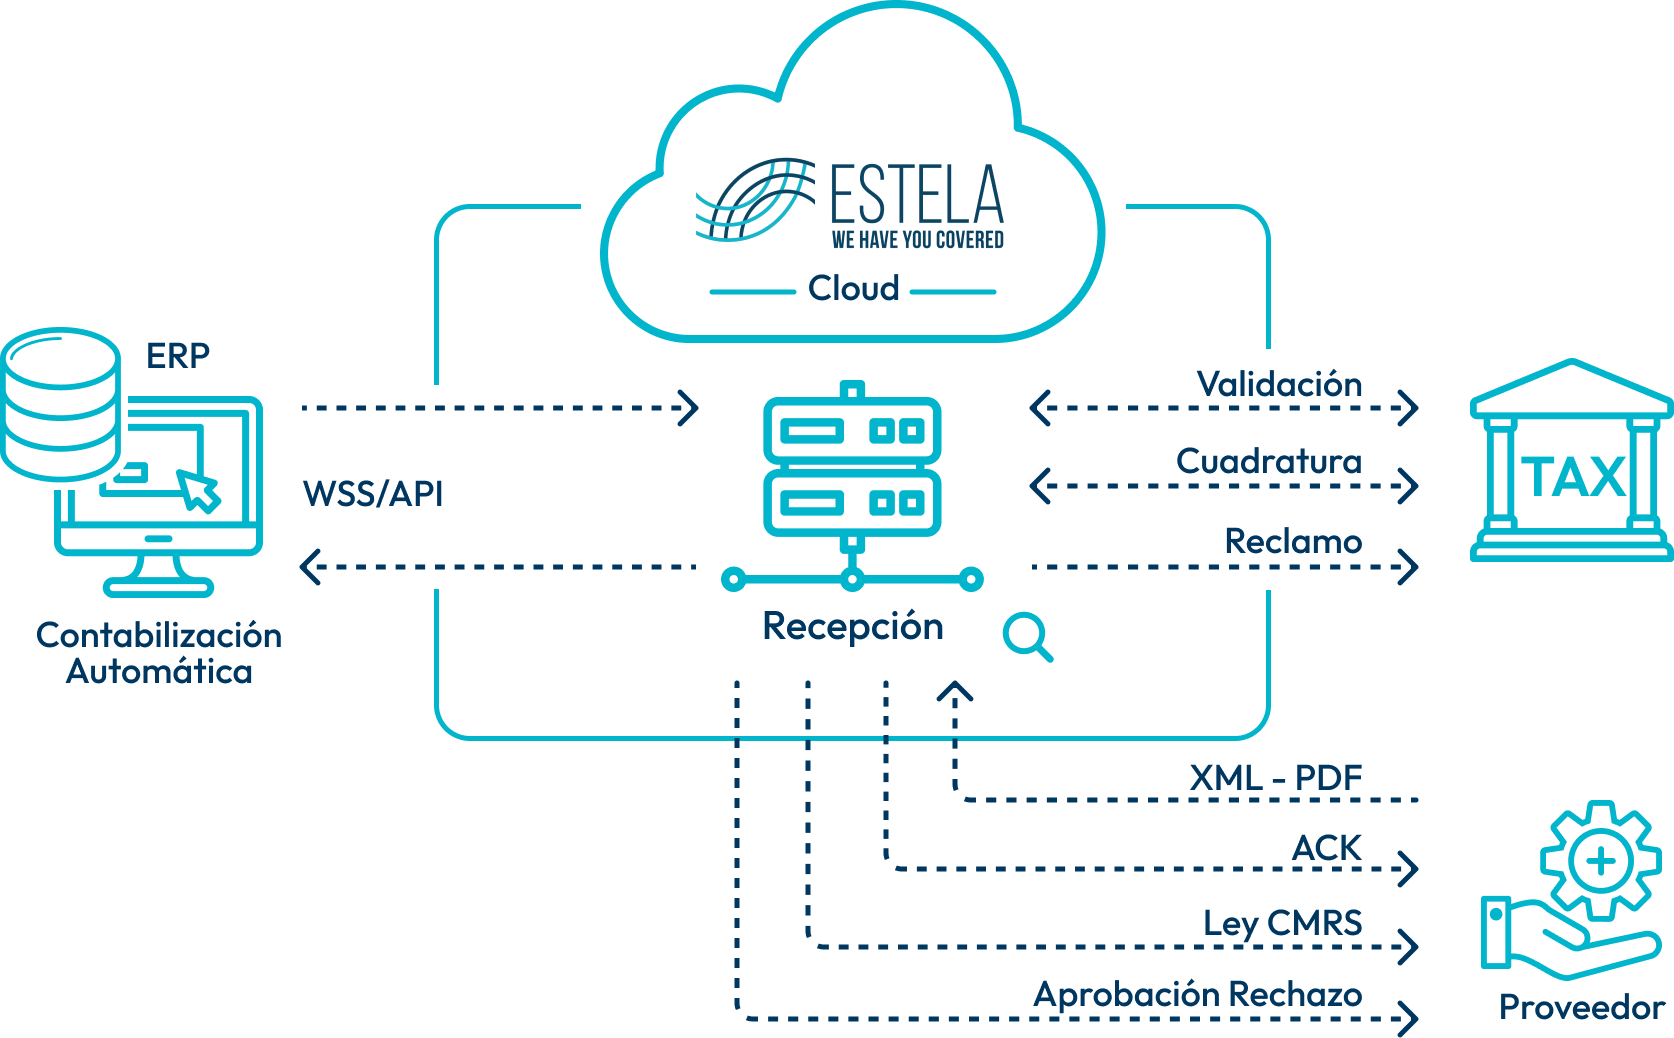 ESTELA
WE HAVE YOU COVERED
Cloud
ERP
WSS/API
Contabilización
Automática
Recepción
Validación
Cuadratura
Reclamo
TAX
XML - PDF
ACK
Ley CMRS
Aprobación Rechazo
Proveedor